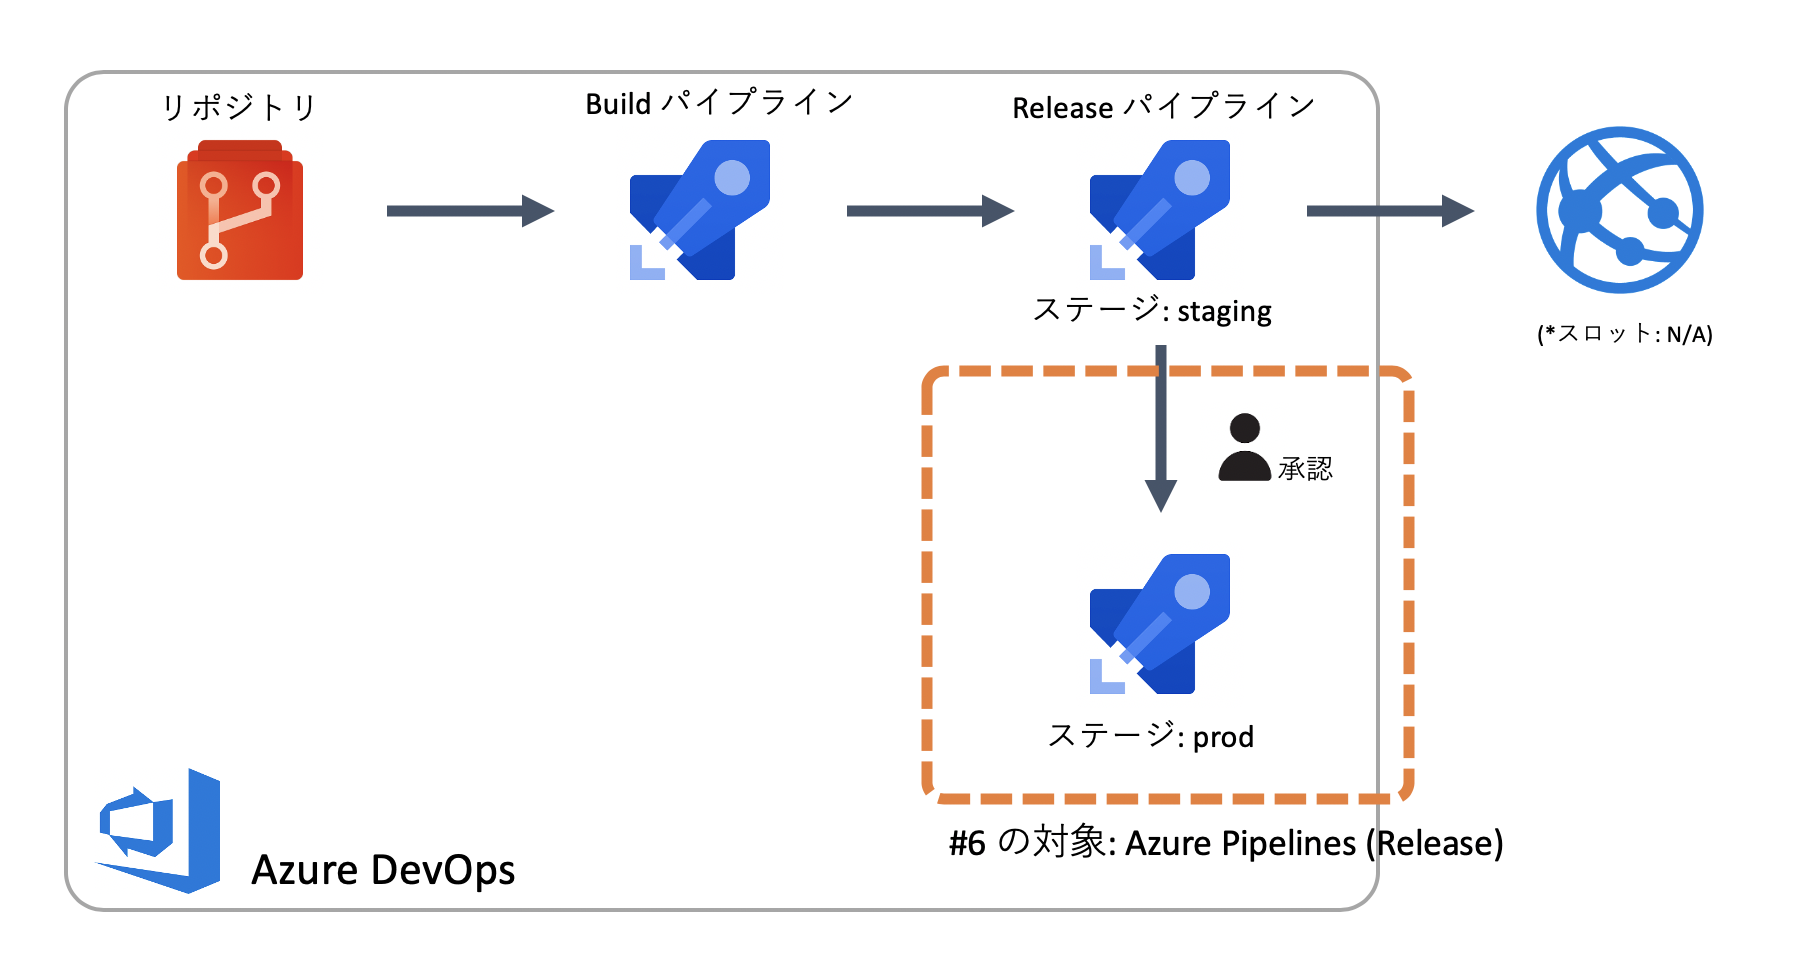 リポジトリ
Build パイプライン
Release パイプライン
ステージ: staging
(*スロット: N/A)
承認
ステージ: prod
#6 の対象: Azure Pipelines (Release)
Azure DevOps